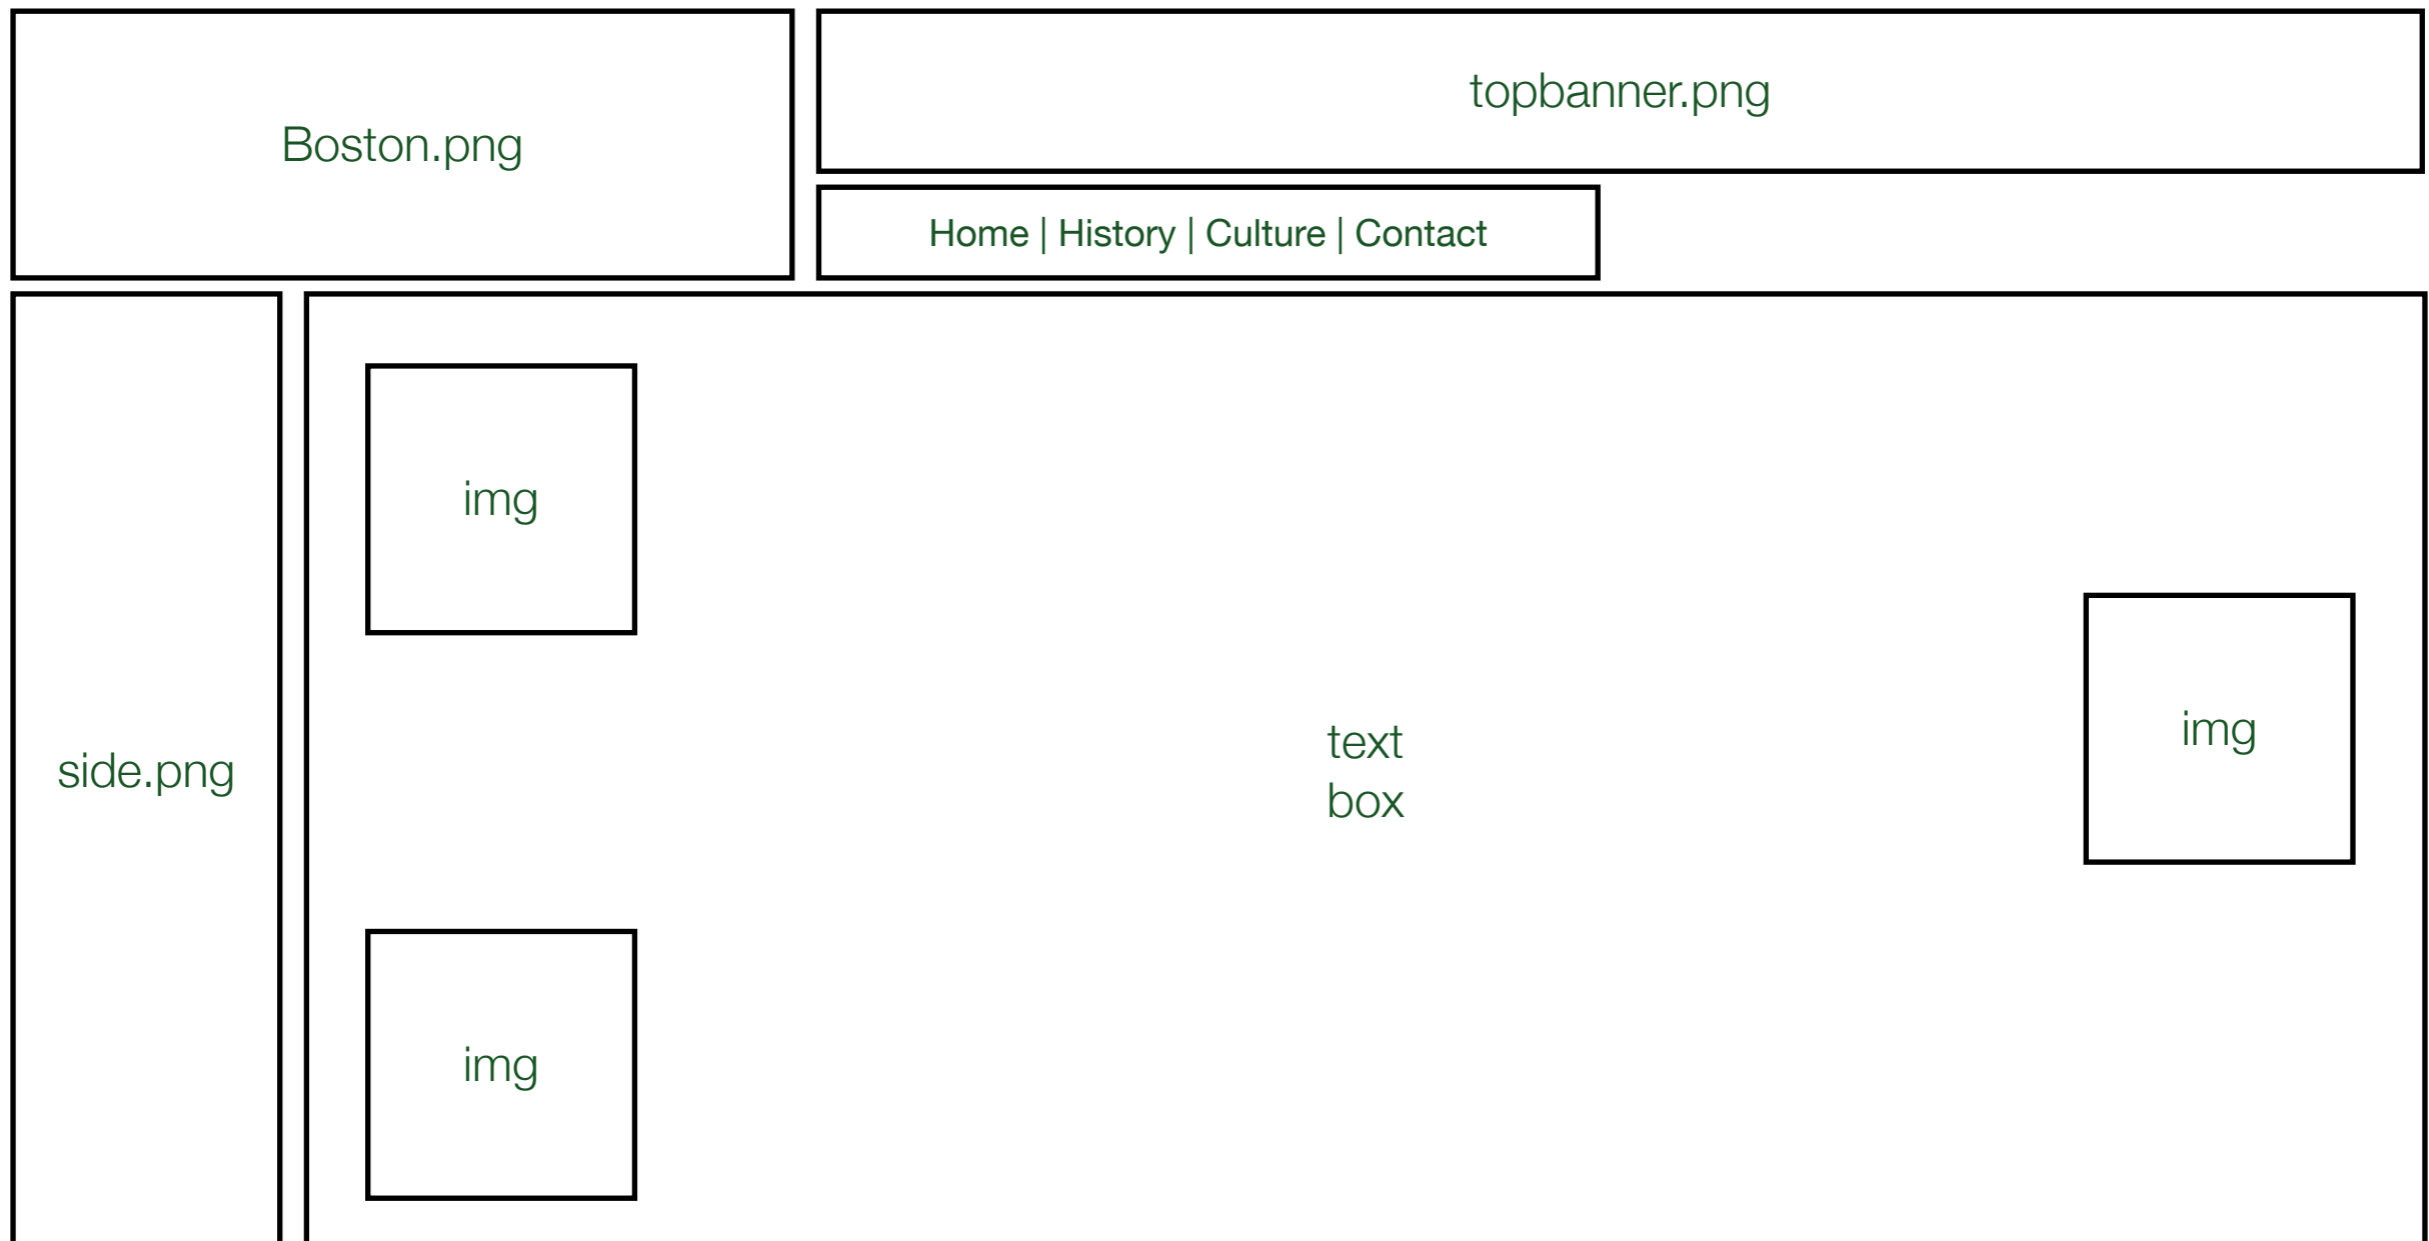 Boston.png
topbanner.png
Home | History | Culture | Contact
side.png
img
text
box
img
img